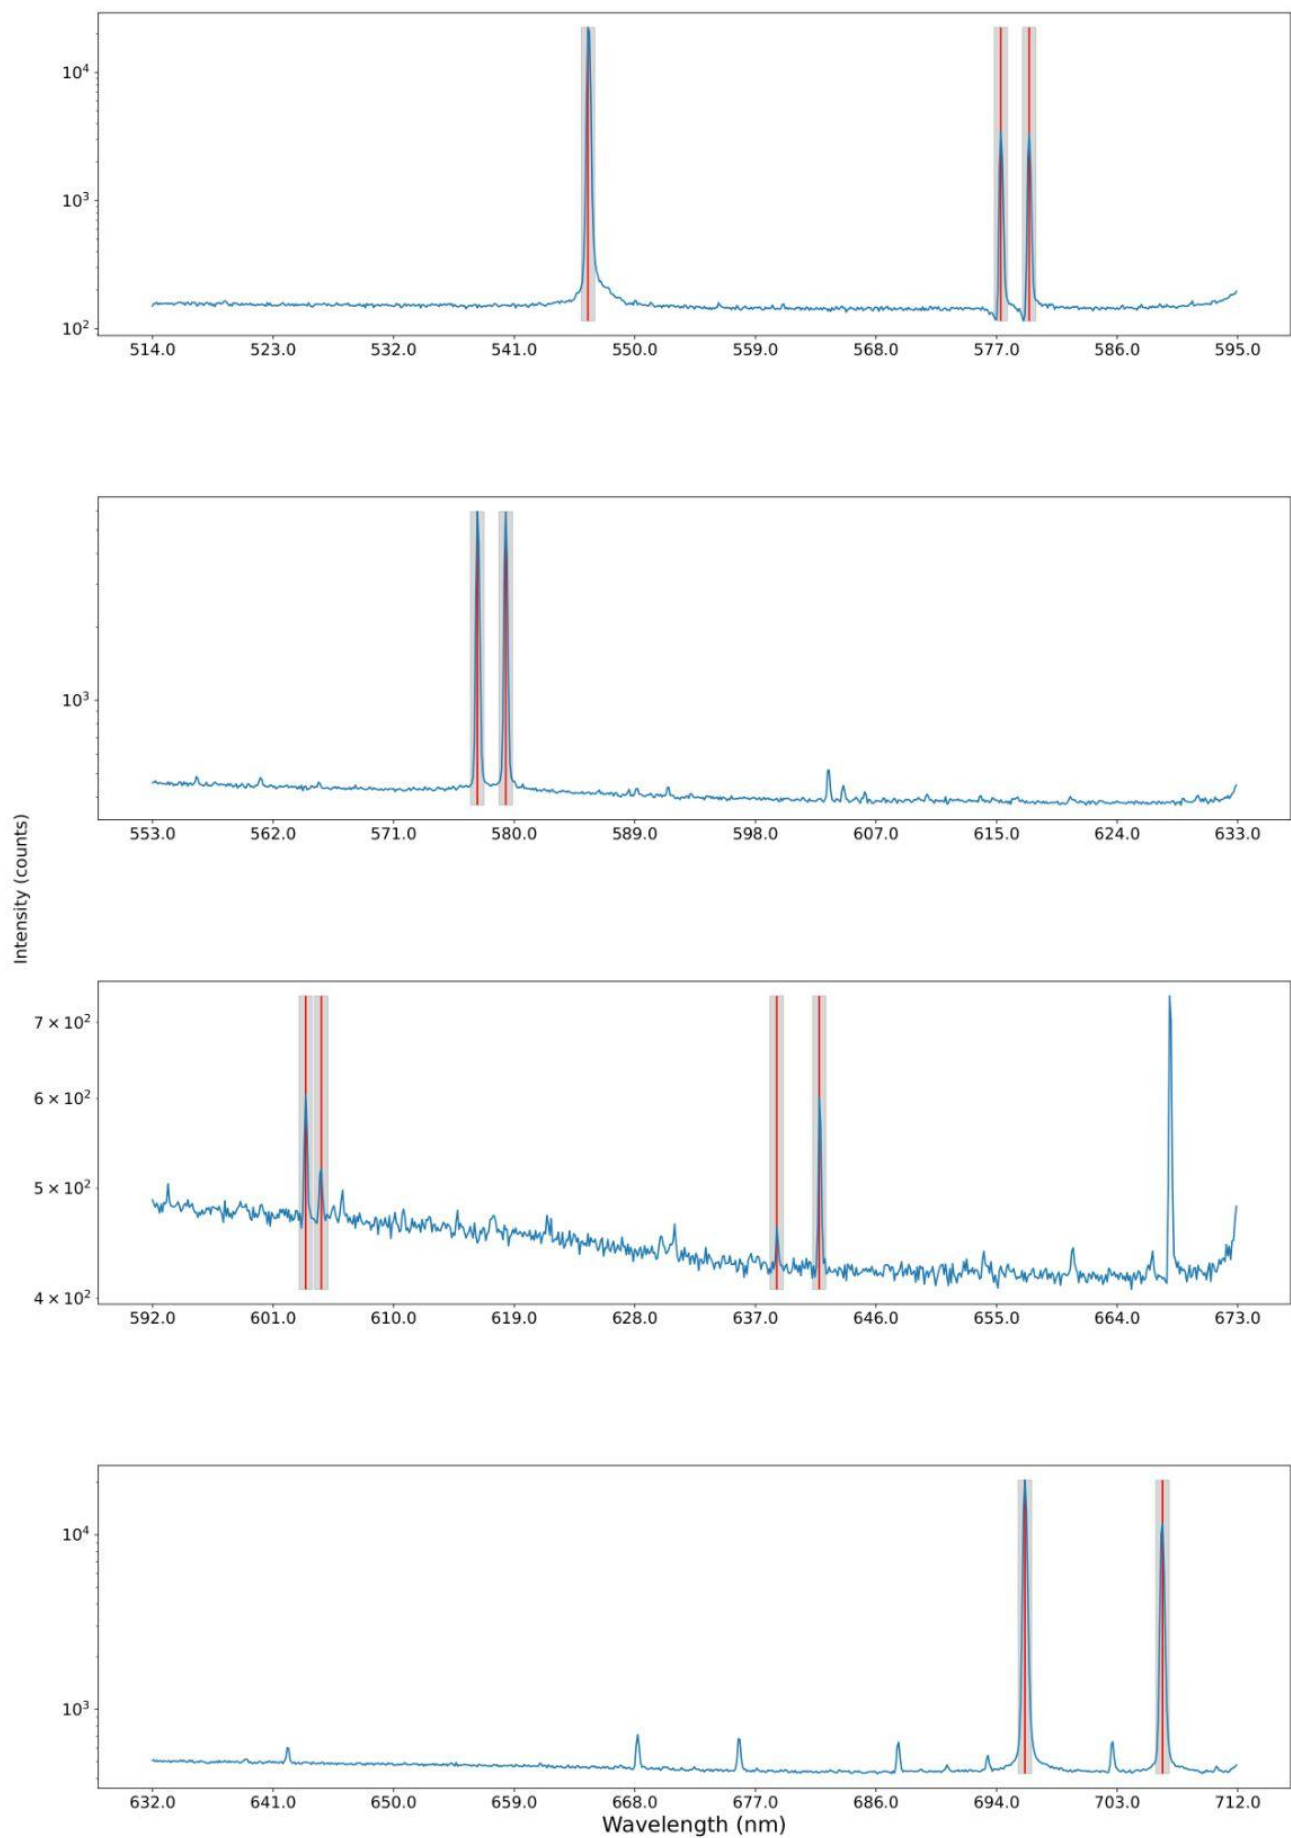 10⁴
10³
10²
514.0 523.0 532.0 541.0 550.0 559.0 568.0 577.0 586.0 595.0
10³
553.0 562.0 571.0 580.0 589.0 598.0 607.0 615.0 624.0 633.0
Intensity (counts)
7 × 10²
6 × 10²
5 × 10²
4 × 10²
592.0 601.0 610.0 619.0 628.0 637.0 646.0 655.0 664.0 673.0
10⁴
10³
632.0 641.0 650.0 659.0 668.0 677.0 686.0 694.0 703.0 712.0
Wavelength (nm)